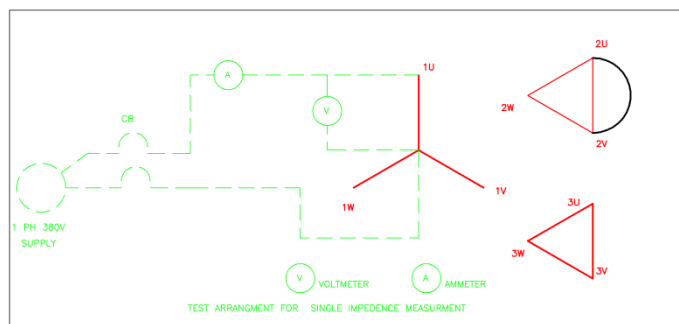 2U
1U
A
CB
V
2W
2V
3U
1W
1V
1 PH 380V
SUPPLY
3W
3V
V VOLTMETER
A AMMETER
TEST ARRANGMENT FOR SINGLE IMPEDENCE MEASURMENT